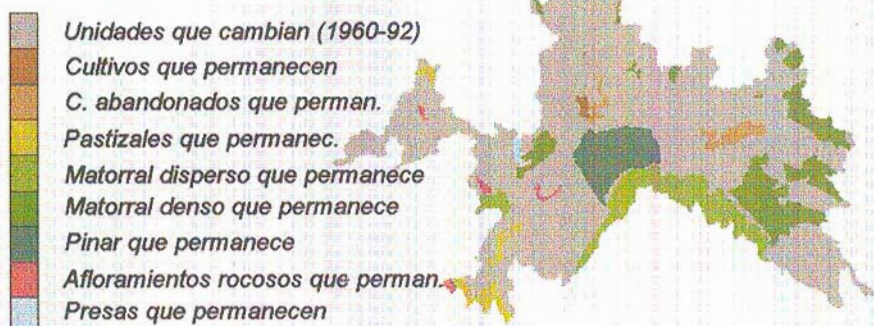 Unidades que cambian (1960-92)
Cultivos que permanecen
C. abandonados que perman.
Pastizales que permanec.
Matorral disperso que permanece
Matorral denso que permanece
Pinar que permanece
Afloramientos rocosos que perman.
Presas que permanecen